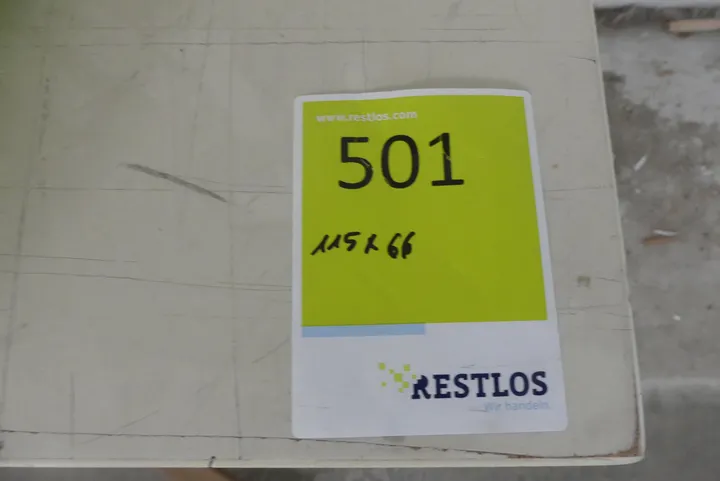 www.restlos.com
501
115 x 66
RESTLOS
Wir handeln.